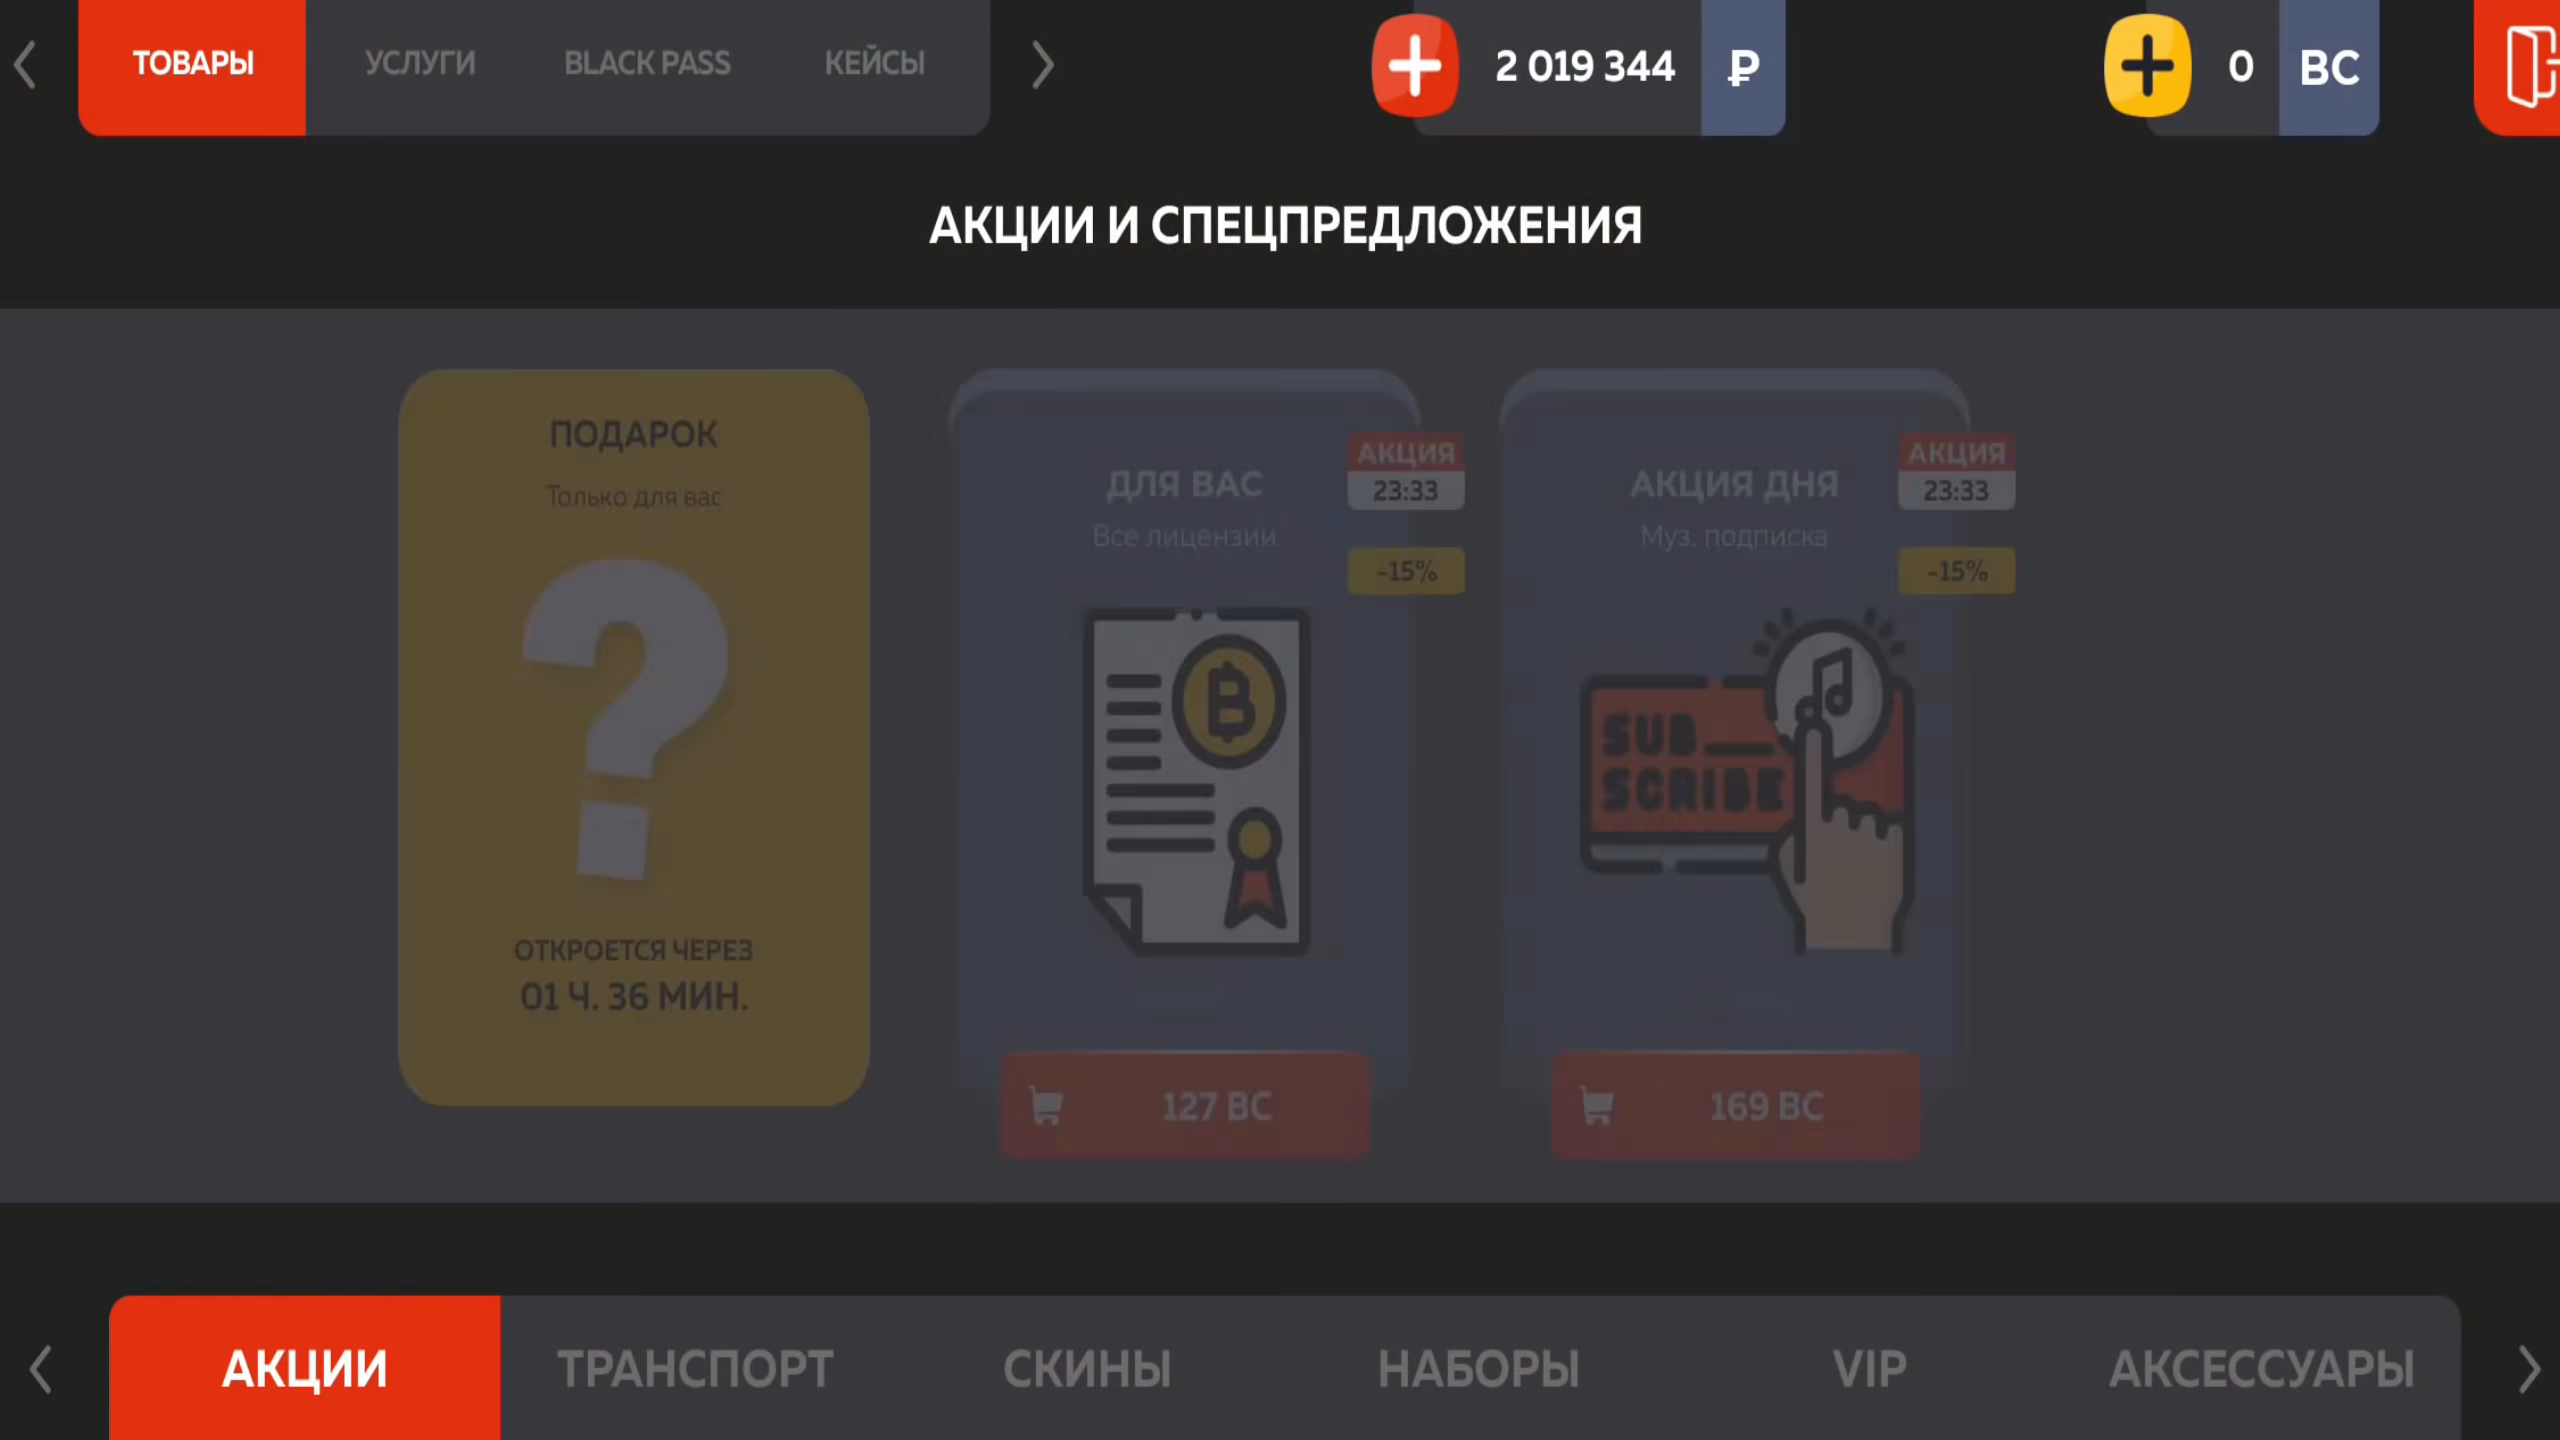 ТОВАРЫ
УСЛУГИ
BLACK PASS
КЕЙСЫ
2 019 344 ₽
0 BC
АКЦИИ И СПЕЦПРЕДЛОЖЕНИЯ
ПОДАРОК
Только для вас
ОТКРОЕТСЯ ЧЕРЕЗ
01 Ч. 36 МИН.
АКЦИЯ
23:33
ДЛЯ ВАС
Все лицензии
-15%
127 BC
АКЦИЯ
23:33
АКЦИЯ ДНЯ
Муз. подписка
-15%
SUB
SCRIBE
169 BC
АКЦИИ
ТРАНСПОРТ
СКИНЫ
НАБОРЫ
VIP
АКСЕССУАРЫ